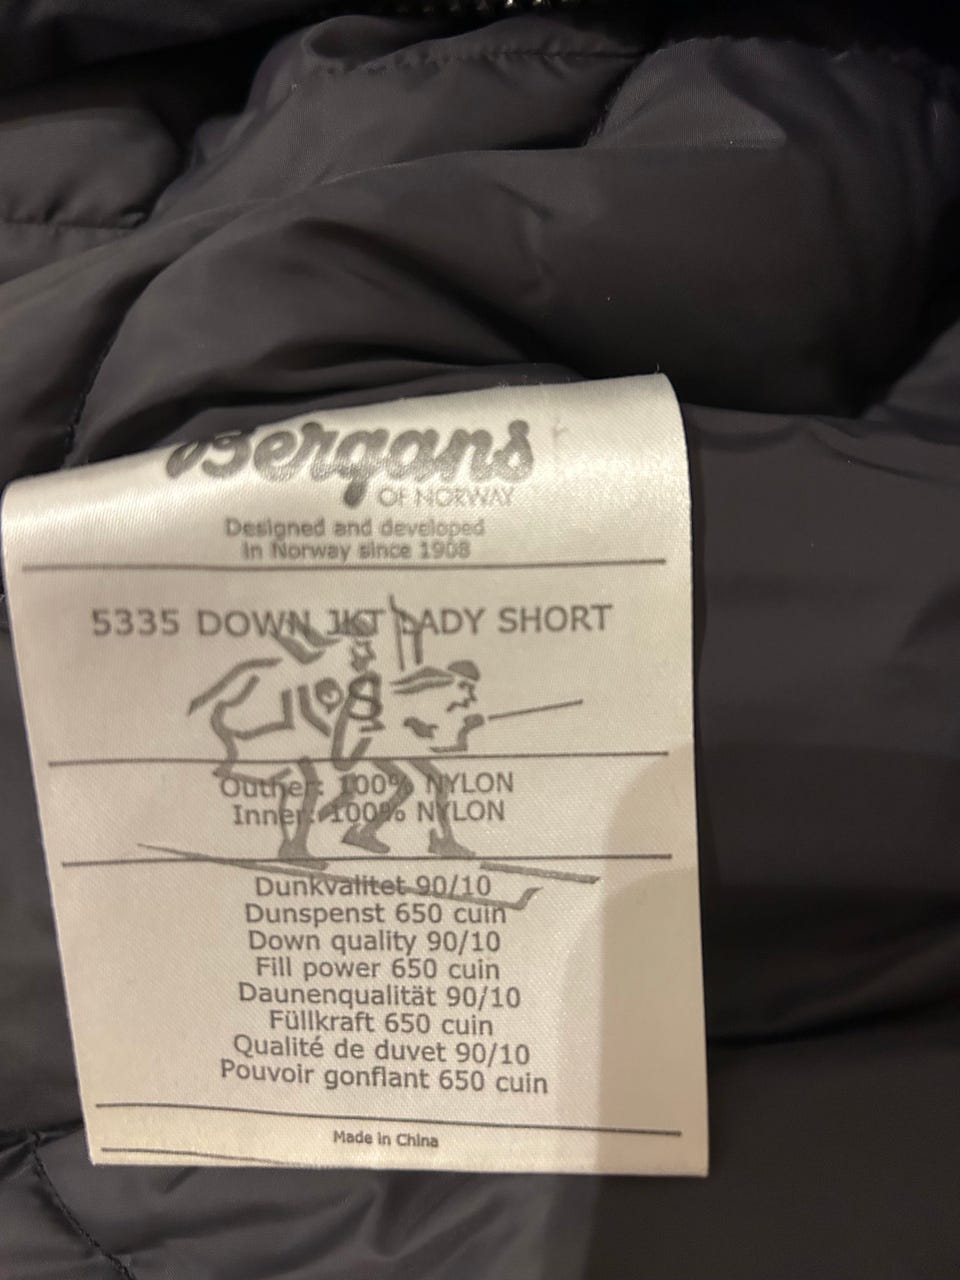 Bergans
OF NORWAY
Designed and developed
in Norway since 1908
5335 DOWN JKT LADY SHORT
Outher: 100% NYLON
Inner: 100% NYLON
Dunkvalitet 90/10
Dunspenst 650 cuin
Down quality 90/10
Fill power 650 cuin
Daunenqualität 90/10
Füllkraft 650 cuin
Qualité de duvet 90/10
Pouvoir gonflant 650 cuin
Made in China